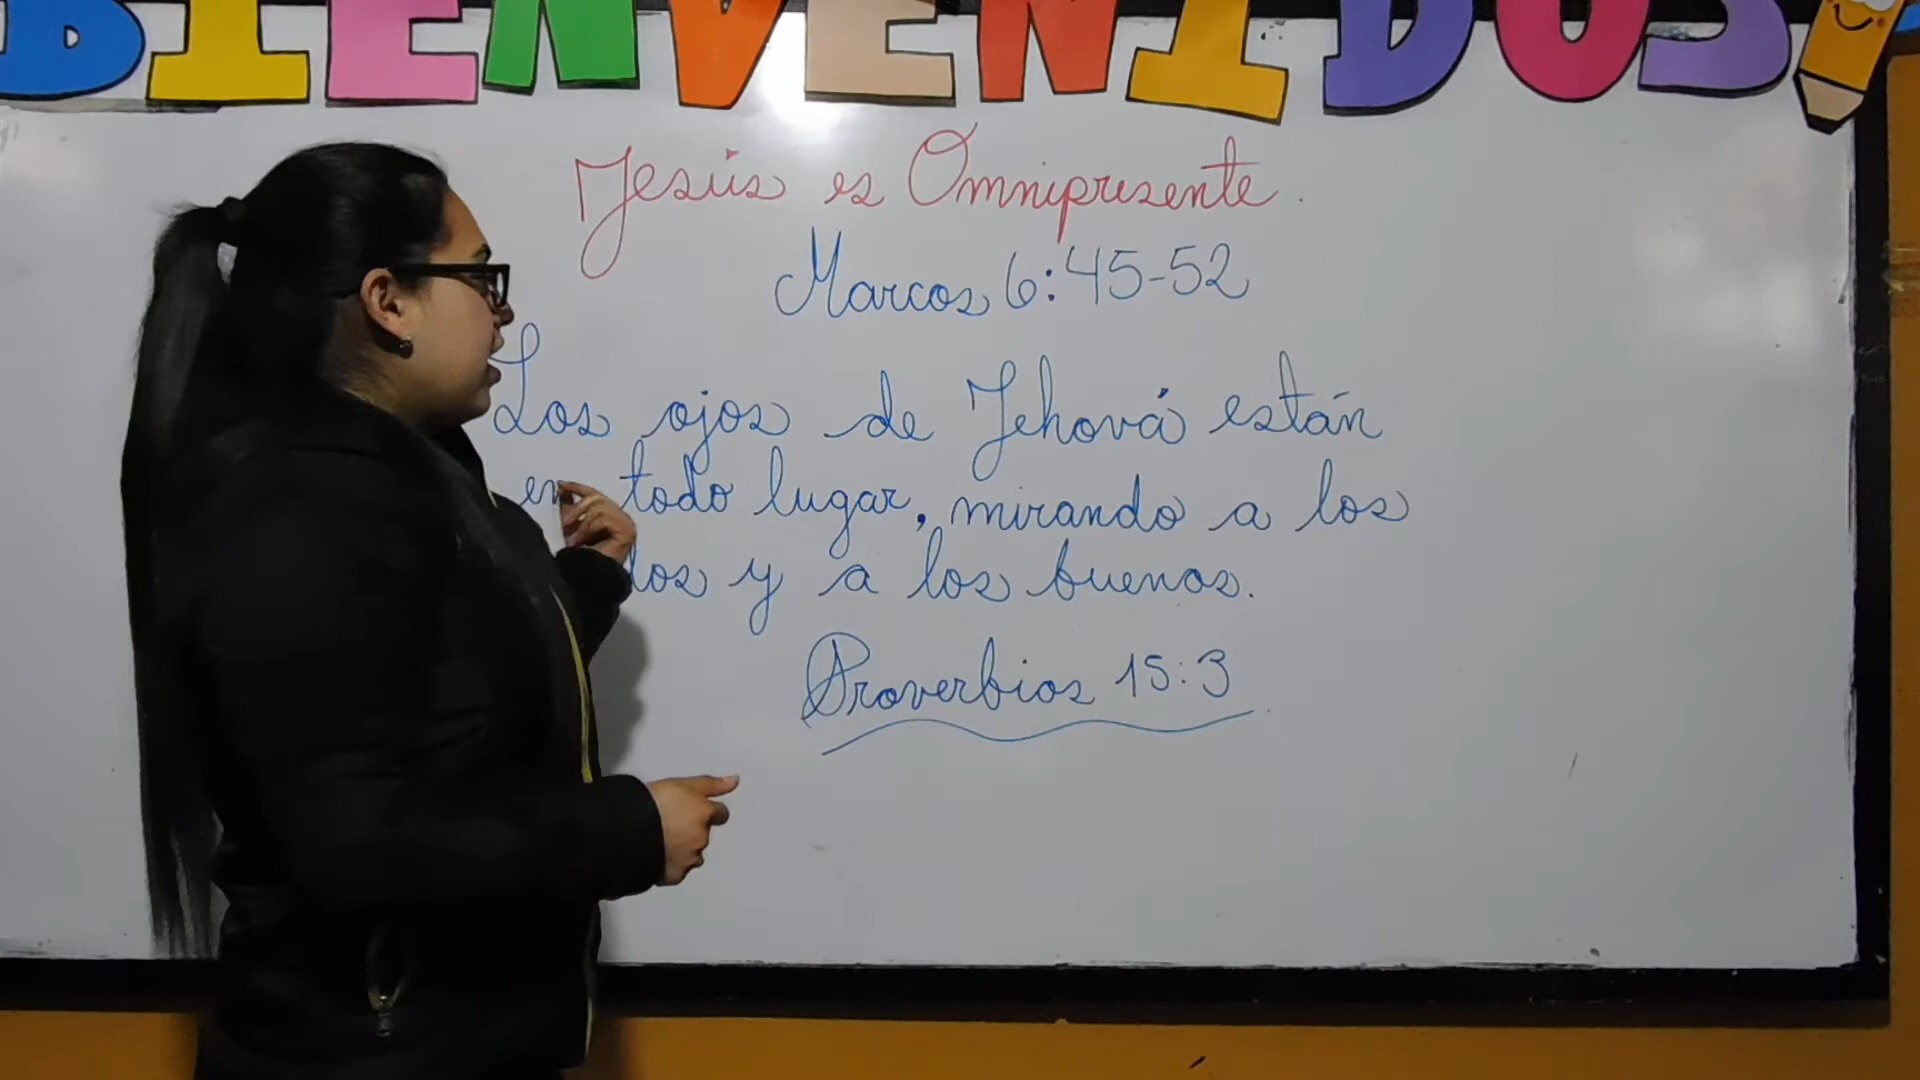 BIENVENIDOS
Jesús es Omnipresente.
Marcos 6:45-52
Los ojos de Jehová están
en todo lugar, mirando a los
y a los buenos.
Proverbios 15:3